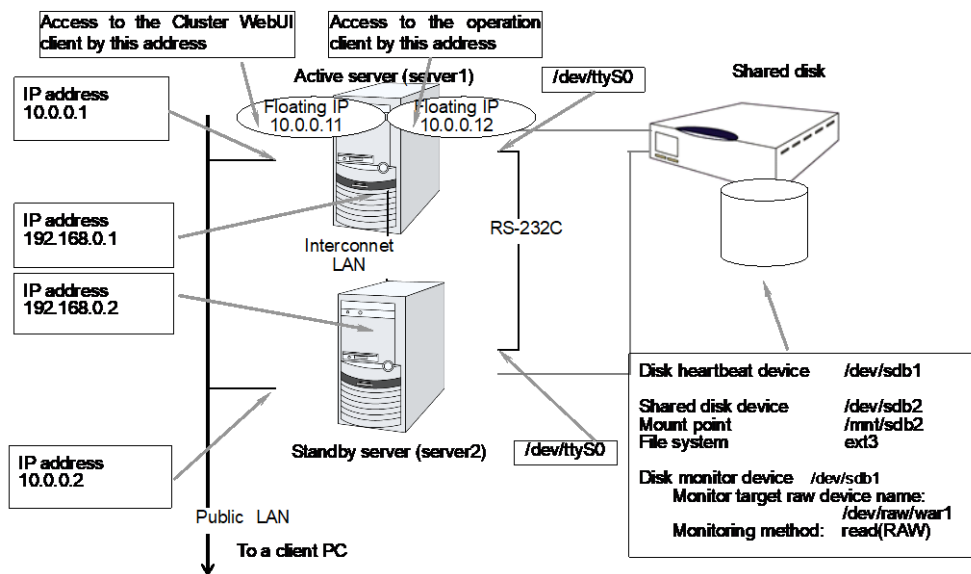 Access to the Cluster WebUI
client by this address
Access to the operation
client by this address
Active server (server1)
/dev/ttyS0
Shared disk
IP address
10.0.0.1
Floating IP
10.0.0.11
Floating IP
10.0.0.12
IP address
192.168.0.1
Interconnet
LAN
RS-232C
IP address
192.168.0.2
Disk heartbeat device /dev/sdb1
Shared disk device /dev/sdb2
Mount point /mnt/sdb2
File system ext3
Disk monitor device /dev/sdb1
Monitor target raw device name:
/dev/raw/war1
Monitoring method: read(RAW)
Standby server (server2)
/dev/ttyS0
IP address
10.0.0.2
Public LAN
To a client PC